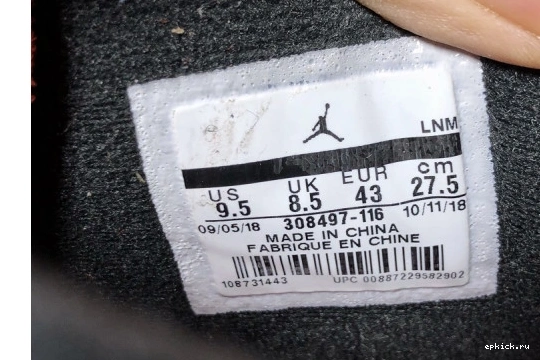 LNM
US UK EUR cm
9.5 8.5 43 27.5
09/05/18 308497-116 10/11/18
MADE IN CHINA
FABRIQUE EN CHINE
108731443 UPC 00887229582902
epkick.ru